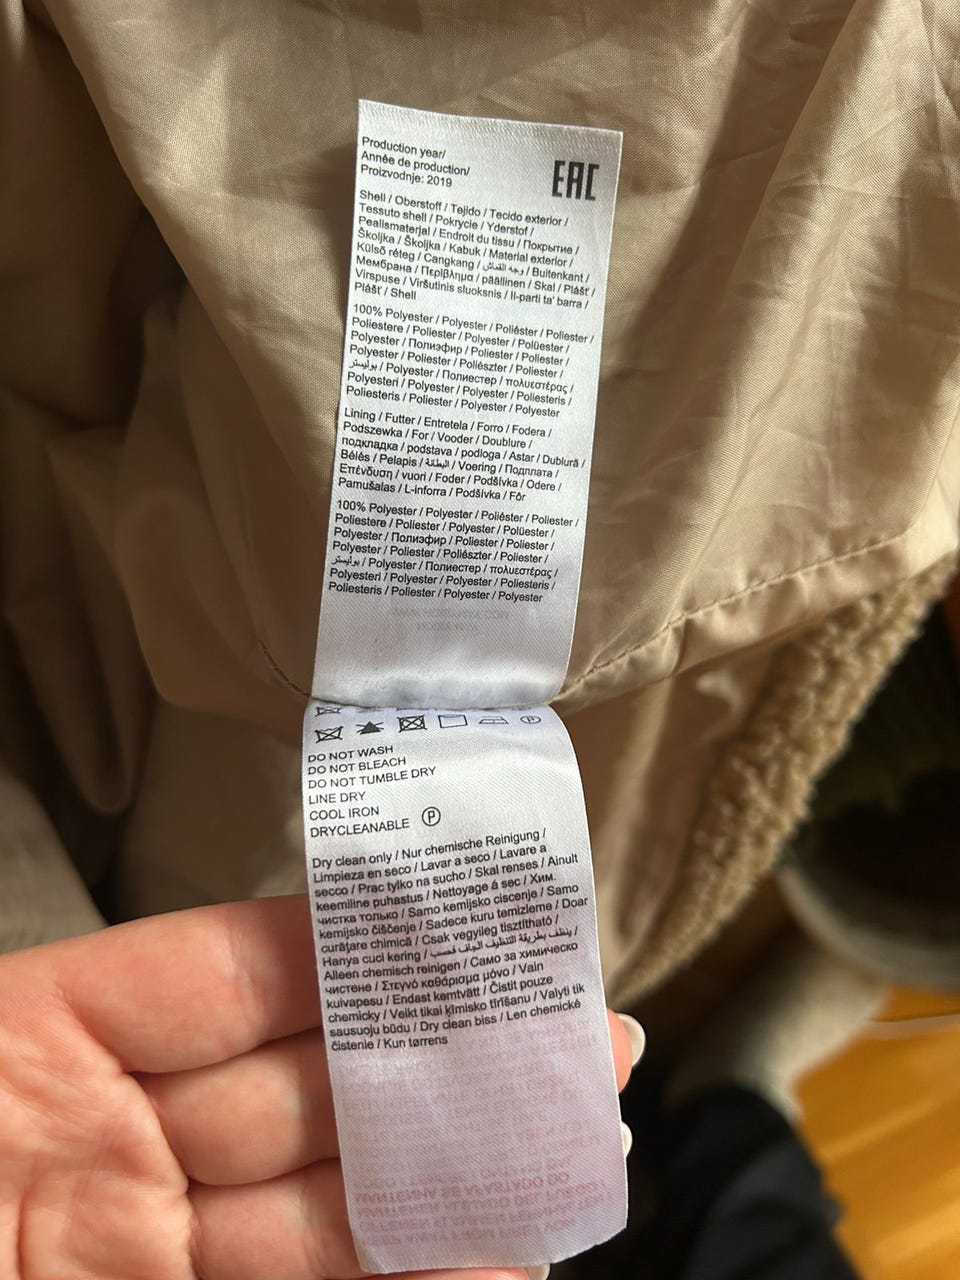 Production year/
Année de production/
Proizvodnje: 2019
EAC
Shell / Oberstoff / Tejido / Tecido exterior /
Tessuto shell / Pokrycie / Yderstof /
Pealismaterjal / Endroit du tissu / Покрытие /
Školjka / Školjka / Kabuk / Material exterior /
Külső réteg / Cangkang / وجه القماش / Buitenkant /
Мембрана / Περίβλημα / päällinen / Skal / Plášť /
Virspuse / Viršutinis sluoksnis / Il-parti ta' barra /
Plášť / Shell
100% Polyester / Polyester / Poliéster / Poliester /
Poliestere / Poliester / Polyester / Polüester /
Polyester / Полиэфир / Poliester / Poliester /
Polyester / Poliester / Poliészter / Poliester /
بوليستر / Polyester / Полиестер / πολυεστέρας /
Polyesteri / Polyester / Polyester / Poliesteris /
Poliesteris / Poliester / Polyester / Polyester
Lining / Futter / Entretela / Forro / Fodera /
Podszewka / For / Vooder / Doublure /
подкладка / podstava / podloga / Astar / Dublură /
Bélés / Pelapis / البطانة / Voering / Подплата /
Επένδυση / vuori / Foder / Podšívka / Odere /
Pamušalas / L-inforra / Podšívka / Fôr
100% Polyester / Polyester / Poliéster / Poliester /
Poliestere / Poliester / Polyester / Polüester /
Polyester / Полиэфир / Poliester / Poliester /
Polyester / Poliester / Poliészter / Poliester /
بوليستر / Polyester / Полиестер / πολυεστέρας /
Polyesteri / Polyester / Polyester / Poliesteris /
Poliesteris / Poliester / Polyester / Polyester
DO NOT WASH
DO NOT BLEACH
DO NOT TUMBLE DRY
LINE DRY
COOL IRON
DRYCLEANABLE P
Dry clean only / Nur chemische Reinigung /
Limpieza en seco / Lavar a seco / Lavare a
secco / Prac tylko na sucho / Skal renses / Ainult
keemiline puhastus / Nettoyage á sec / Хим.
чистка только / Samo kemijsko ciscenje / Samo
kemijsko čiščenje / Sadece kuru temizleme / Doar
curăţare chimică / Csak vegyileg tisztítható /
Hanya cuci kering / ينظف بطريقة التنظيف الجاف فحسب /
Alleen chemisch reinigen / Само за химическо
чистене / Στεγνό καθάρισμα μόνο / Vain
kuivapesu / Endast kemtvätt / Čistit pouze
chemicky / Veikt tikai ķīmisko tīrīšanu / Valyti tik
sausuoju būdu / Dry clean biss / Len chemické
čistenie / Kun tørrens